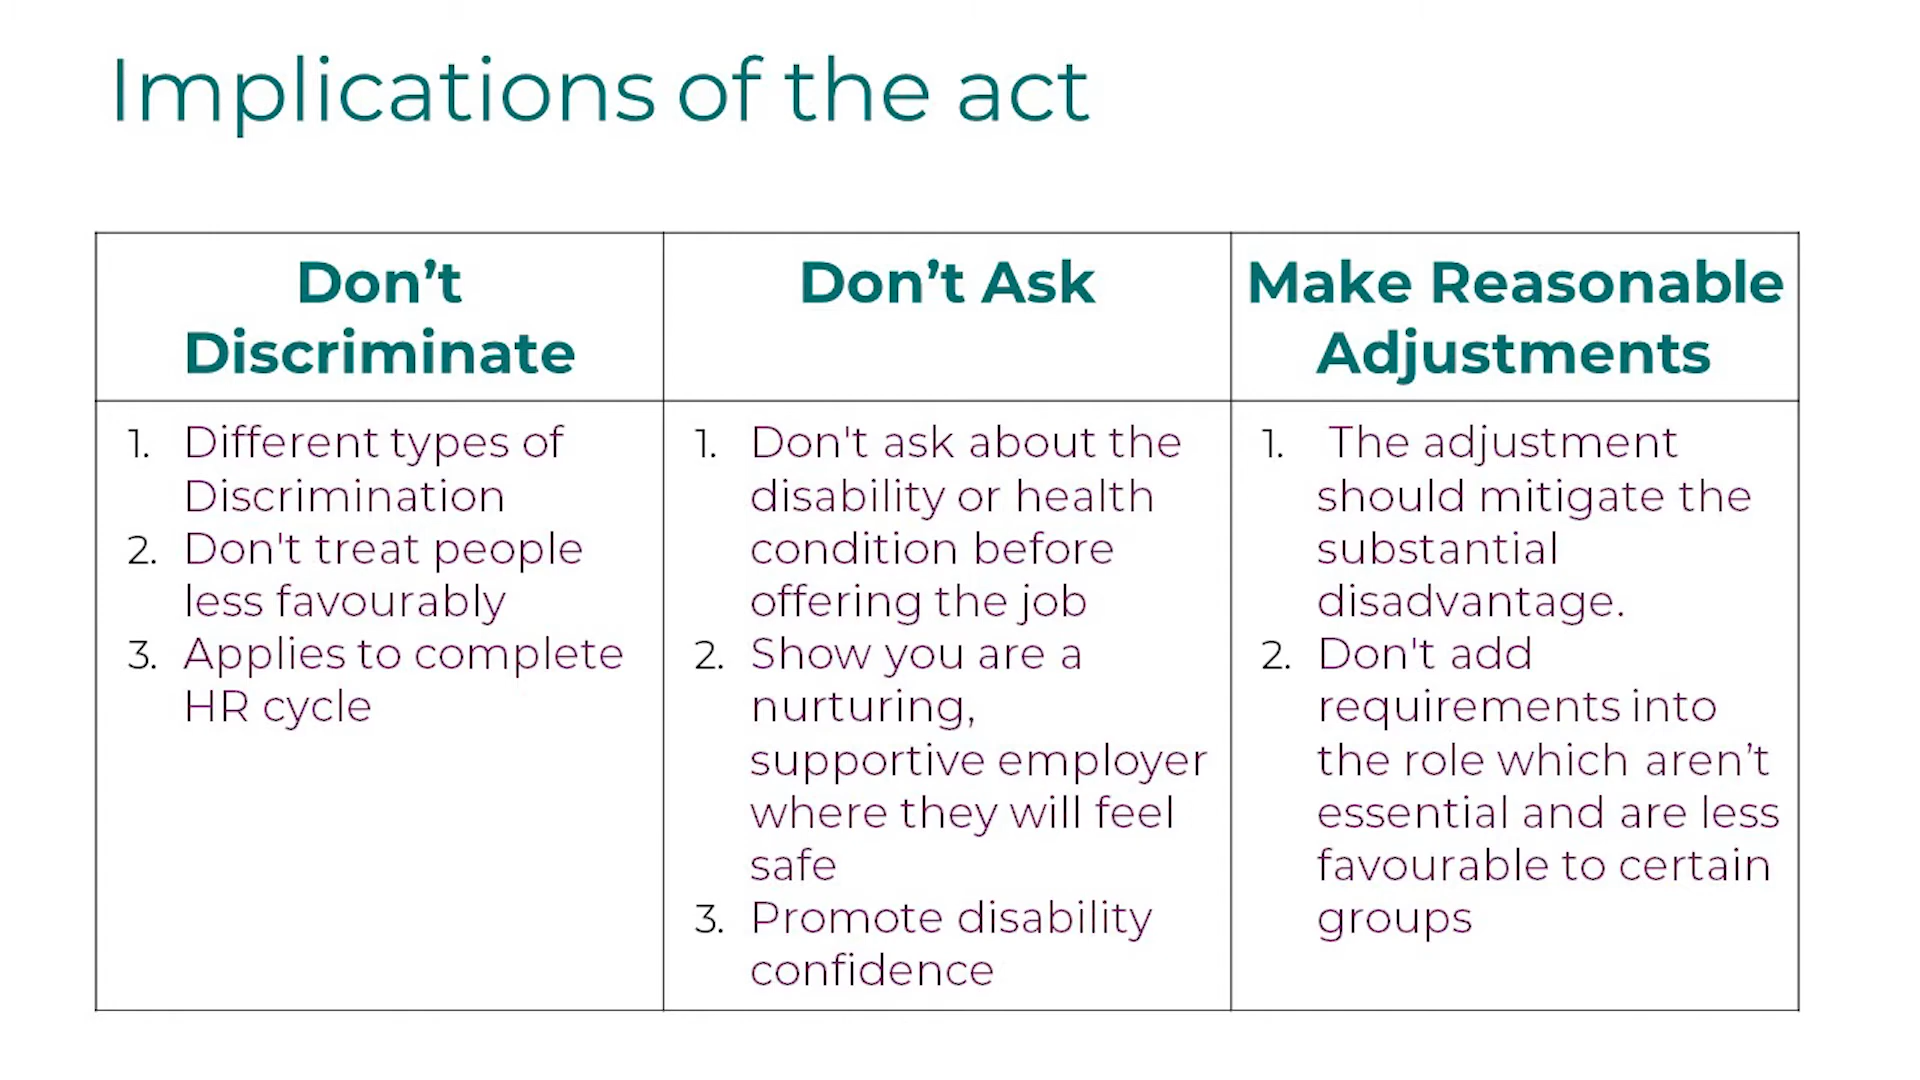 Implications of the act
Don’t
Discriminate
Don’t Ask
Make Reasonable
Adjustments
1. Different types of
Discrimination
2. Don't treat people
less favourably
3. Applies to complete
HR cycle
1. Don't ask about the
disability or health
condition before
offering the job
2. Show you are a
nurturing,
supportive employer
where they will feel
safe
3. Promote disability
confidence
1. The adjustment
should mitigate the
substantial
disadvantage.
2. Don't add
requirements into
the role which aren’t
essential and are less
favourable to certain
groups